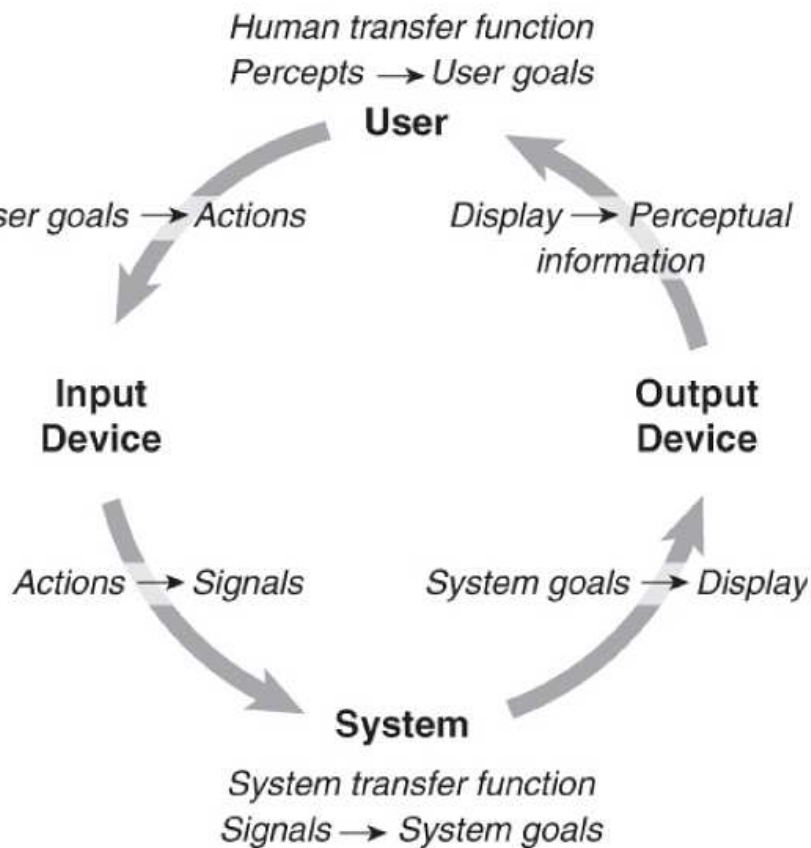 Human transfer function
Percepts → User goals
User
ser goals → Actions
Display → Perceptual
information
Input
Device
Output
Device
Actions → Signals
System goals → Display
System
System transfer function
Signals → System goals